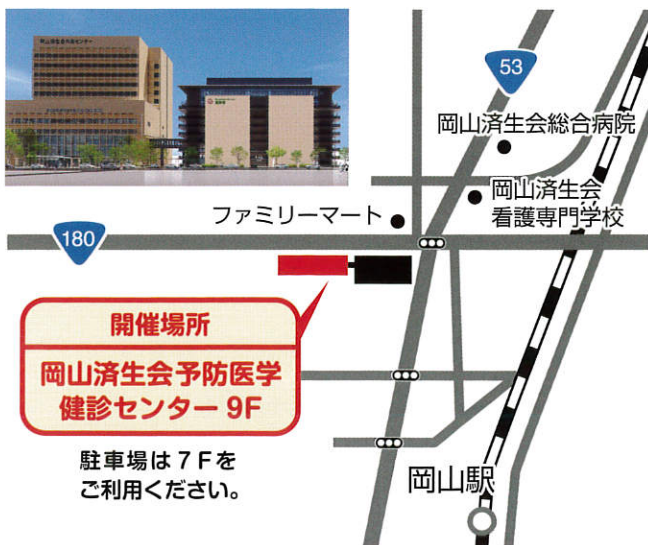 53
岡山済生会総合病院
岡山済生会
看護専門学校
ファミリーマート
180
開催場所
岡山済生会予防医学
健診センター 9F
駐車場は7Fを
ご利用ください。
岡山駅